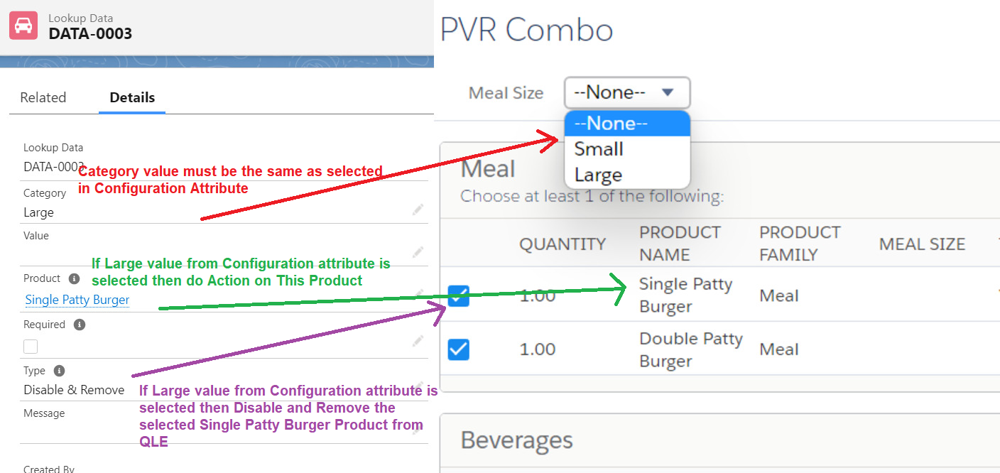 Lookup Data
DATA-0003
Related
Details
Lookup Data
DATA-0003
Category value must be the same as selected
in Configuration Attribute
Category
Large
Value
If Large value from Configuration attribute is
selected then do Action on This Product
Product
Single Patty Burger
Required
Type
Disable & Remove
If Large value from Configuration attribute is
selected then Disable and Remove the
selected Single Patty Burger Product from
QLE
Message
Created By
PVR Combo
Meal Size
--None--
--None--
Small
Large
Meal
Choose at least 1 of the following:
QUANTITY
PRODUCT NAME
PRODUCT FAMILY
MEAL SIZE
1.00
Single Patty Burger
Meal
1.00
Double Patty Burger
Meal
Beverages